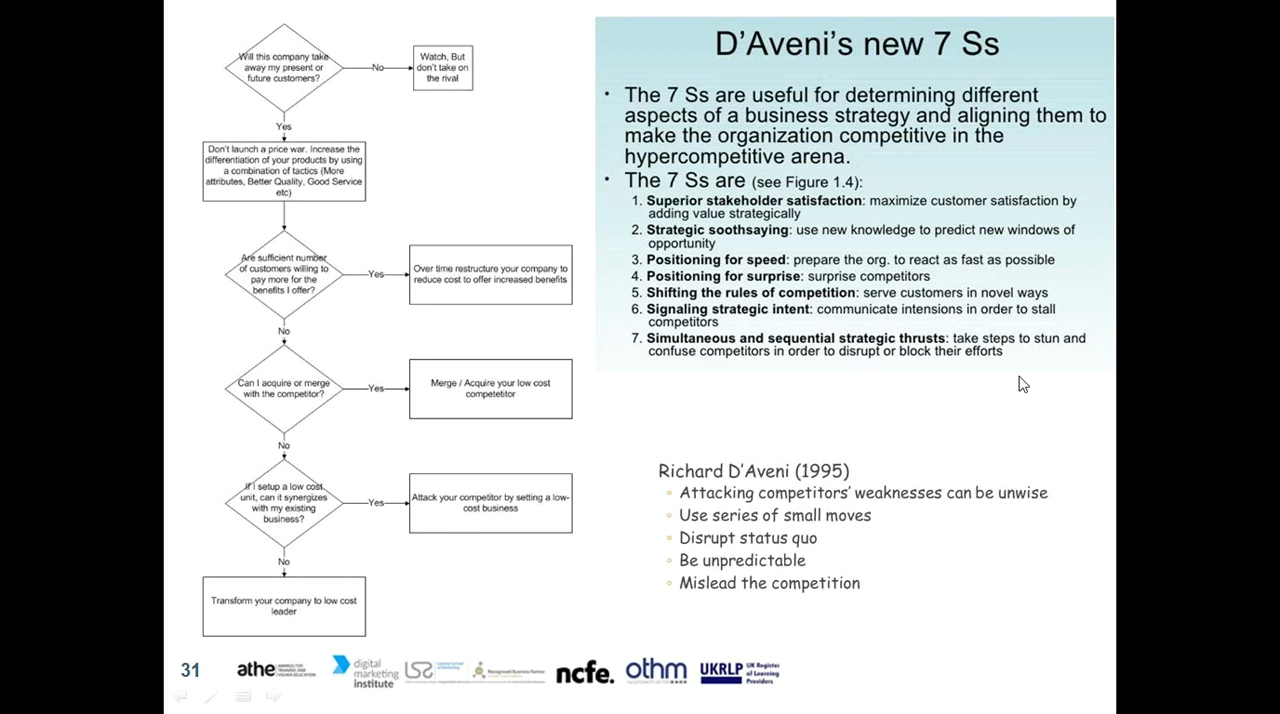 Will this company take
away my present or
future customers?
No
Watch, But
don't take on
the rival
Yes
Don't launch a price war. Increase the
differentiation of your products by using
a combination of tactics (More
attributes, Better Quality, Good Service
etc)
Are sufficient number
of customers willing to
pay more for the
benefits I offer?
Yes
Over time restructure your company to
reduce cost to offer increased benefits
No
Can I acquire or merge
with the competitor?
Yes
Merge / Acquire your low cost
competetitor
No
If I setup a low cost
unit, can it synergizes
with my existing
business?
Yes
Attack your competitor by setting a low-
cost business
No
Transform your company to low cost
leader
D'Aveni's new 7 Ss
• The 7 Ss are useful for determining different
aspects of a business strategy and aligning them to
make the organization competitive in the
hypercompetitive arena.
• The 7 Ss are (see Figure 1.4):
1. Superior stakeholder satisfaction: maximize customer satisfaction by
adding value strategically
2. Strategic soothsaying: use new knowledge to predict new windows of
opportunity
3. Positioning for speed: prepare the org. to react as fast as possible
4. Positioning for surprise: surprise competitors
5. Shifting the rules of competition: serve customers in novel ways
6. Signaling strategic intent: communicate intensions in order to stall
competitors
7. Simultaneous and sequential strategic thrusts: take steps to stun and
confuse competitors in order to disrupt or block their efforts
Richard D'Aveni (1995)
◦ Attacking competitors' weaknesses can be unwise
◦ Use series of small moves
◦ Disrupt status quo
◦ Be unpredictable
◦ Mislead the competition
31
athe
digital
marketing
institute
ncfe.
othm
UKRLP
UK Register
of Learning
Providers